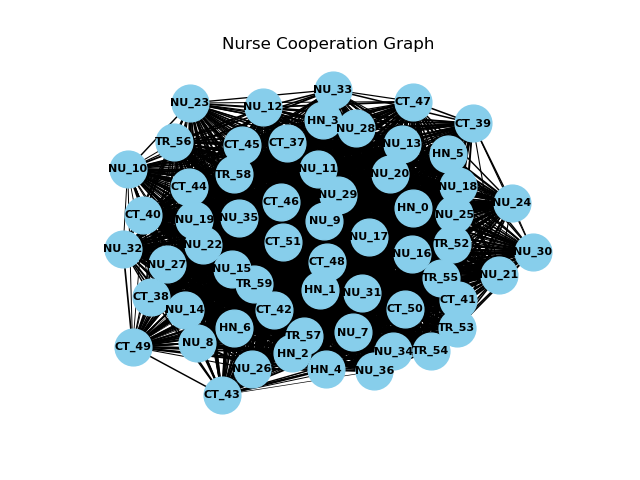 Nurse Cooperation Graph
NU_33
NU_23
NU_12
CT_47
HN_3
NU_28
CT_39
TR_56
CT_45
CT_37
NU_13
HN_5
NU_10
NU_11
TR_58
NU_20
CT_44
NU_18
NU_29
CT_46
NU_24
HN_0
CT_40
NU_19
NU_35
NU_9
NU_25
NU_17
CT_51
NU_22
TR_52
NU_32
NU_30
NU_16
NU_27
CT_48
NU_15
NU_21
TR_55
TR_59
HN_1
NU_31
CT_38
CT_41
NU_14
CT_42
CT_50
HN_6
TR_53
NU_7
TR_57
NU_8
CT_49
HN_2
NU_34
TR_54
NU_26
HN_4
NU_36
CT_43